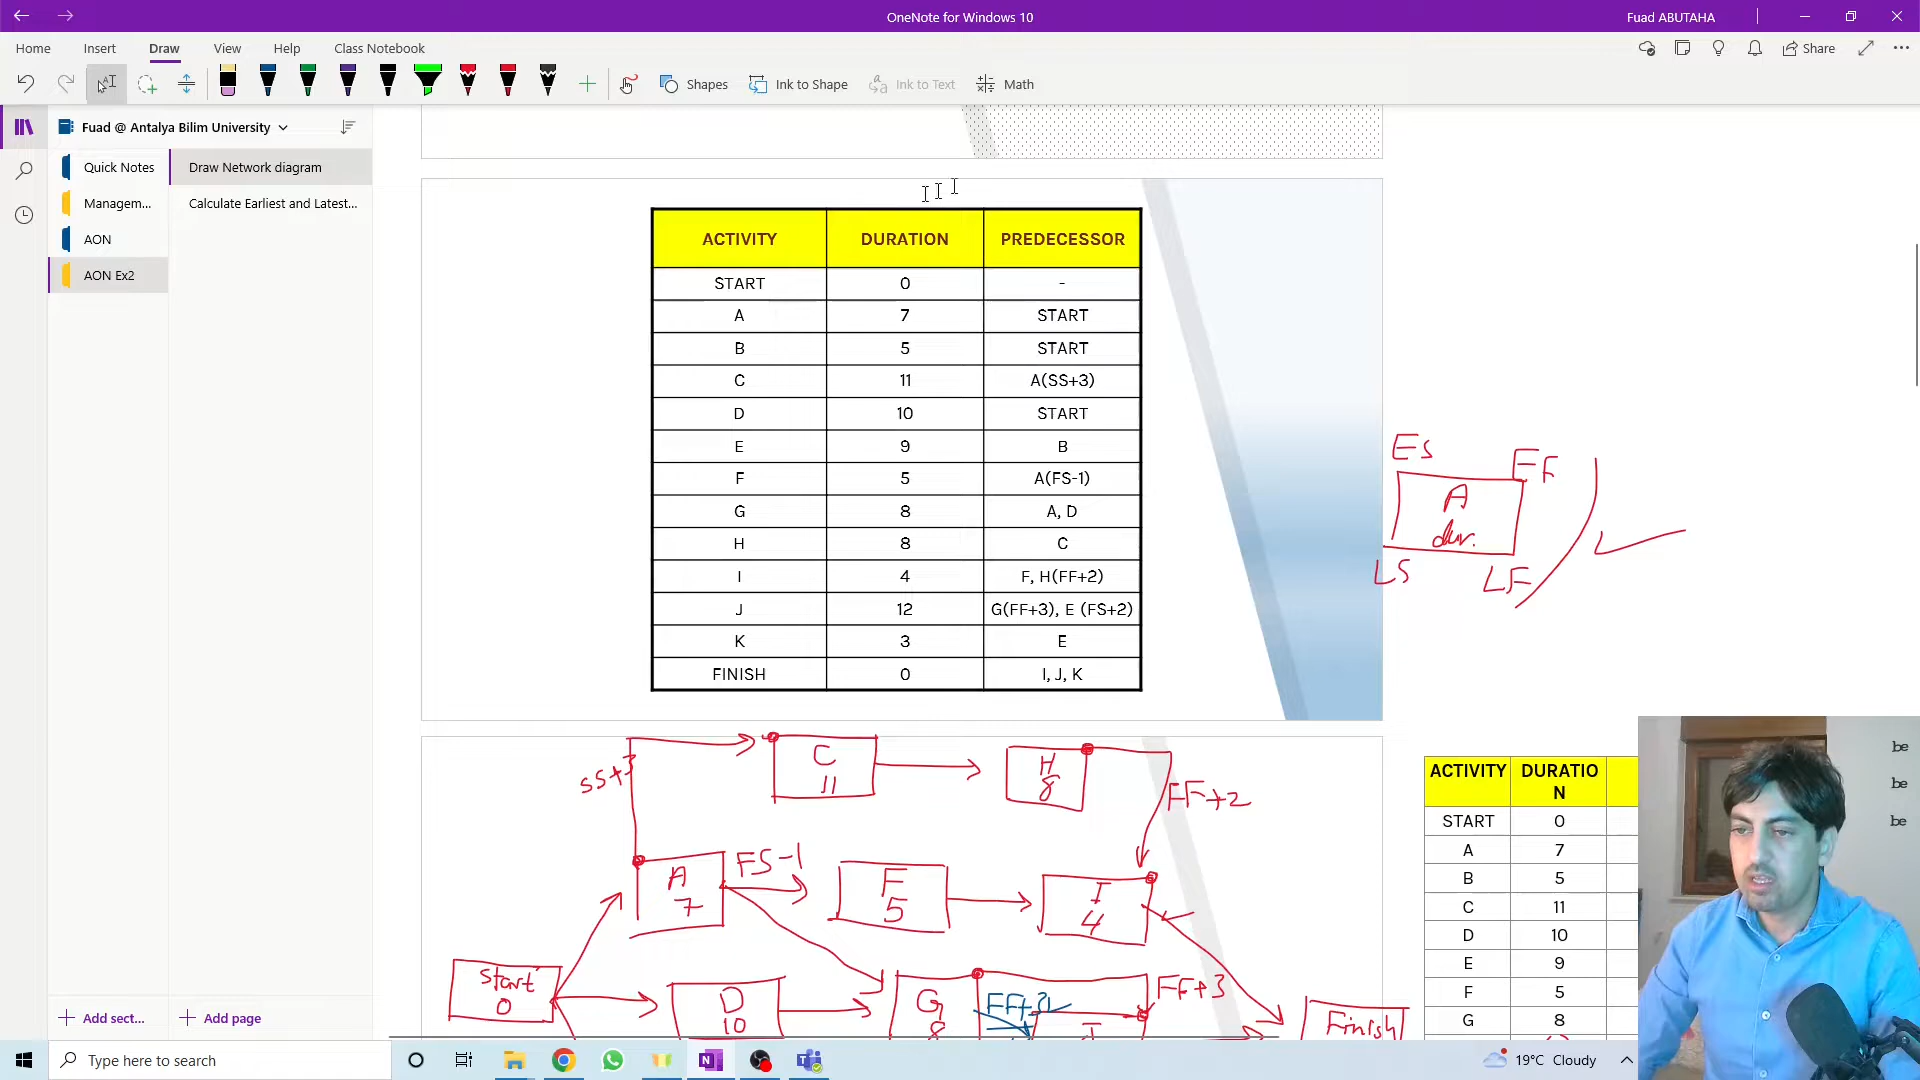 OneNote for Windows 10
Fuad ABUTAHA
Home Insert Draw View Help Class Notebook
Share
Shapes Ink to Shape Ink to Text Math
Fuad @ Antalya Bilim University
Quick Notes
Managem...
AON
AON Ex2
Draw Network diagram
Calculate Earliest and Latest...
ACTIVITY DURATION PREDECESSOR
START 0 -
A 7 START
B 5 START
C 11 A(SS+3)
D 10 START
E 9 B
F 5 A(FS-1)
G 8 A, D
H 8 C
I 4 F, H(FF+2)
J 12 G(FF+3), E (FS+2)
K 3 E
FINISH 0 I, J, K
ES EF
A
dur.
LS LF
SS+3
C
11
H
8
FF+2
A
7
FS-1
F
5
I
4
start
0
D
10
G
8
FF+3
FF+3
Finish
ACTIVITY DURATIO
N
START 0
A 7
B 5
C 11
D 10
E 9
F 5
G 8
be
be
be
Add sect... Add page
Type here to search
19°C Cloudy